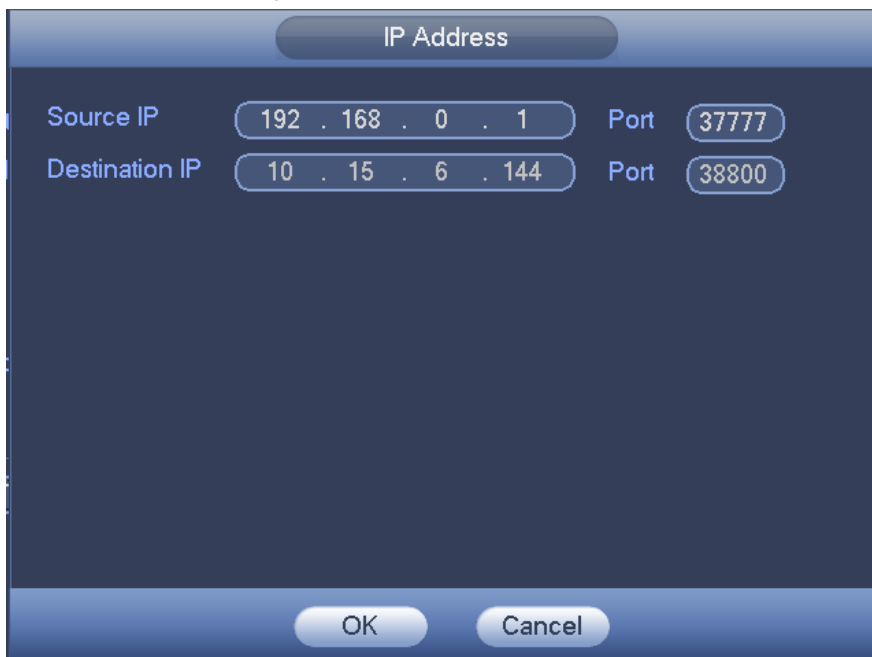 IP Address
Source IP 192 . 168 . 0 . 1 Port 37777
Destination IP 10 . 15 . 6 . 144 Port 38800
OK Cancel